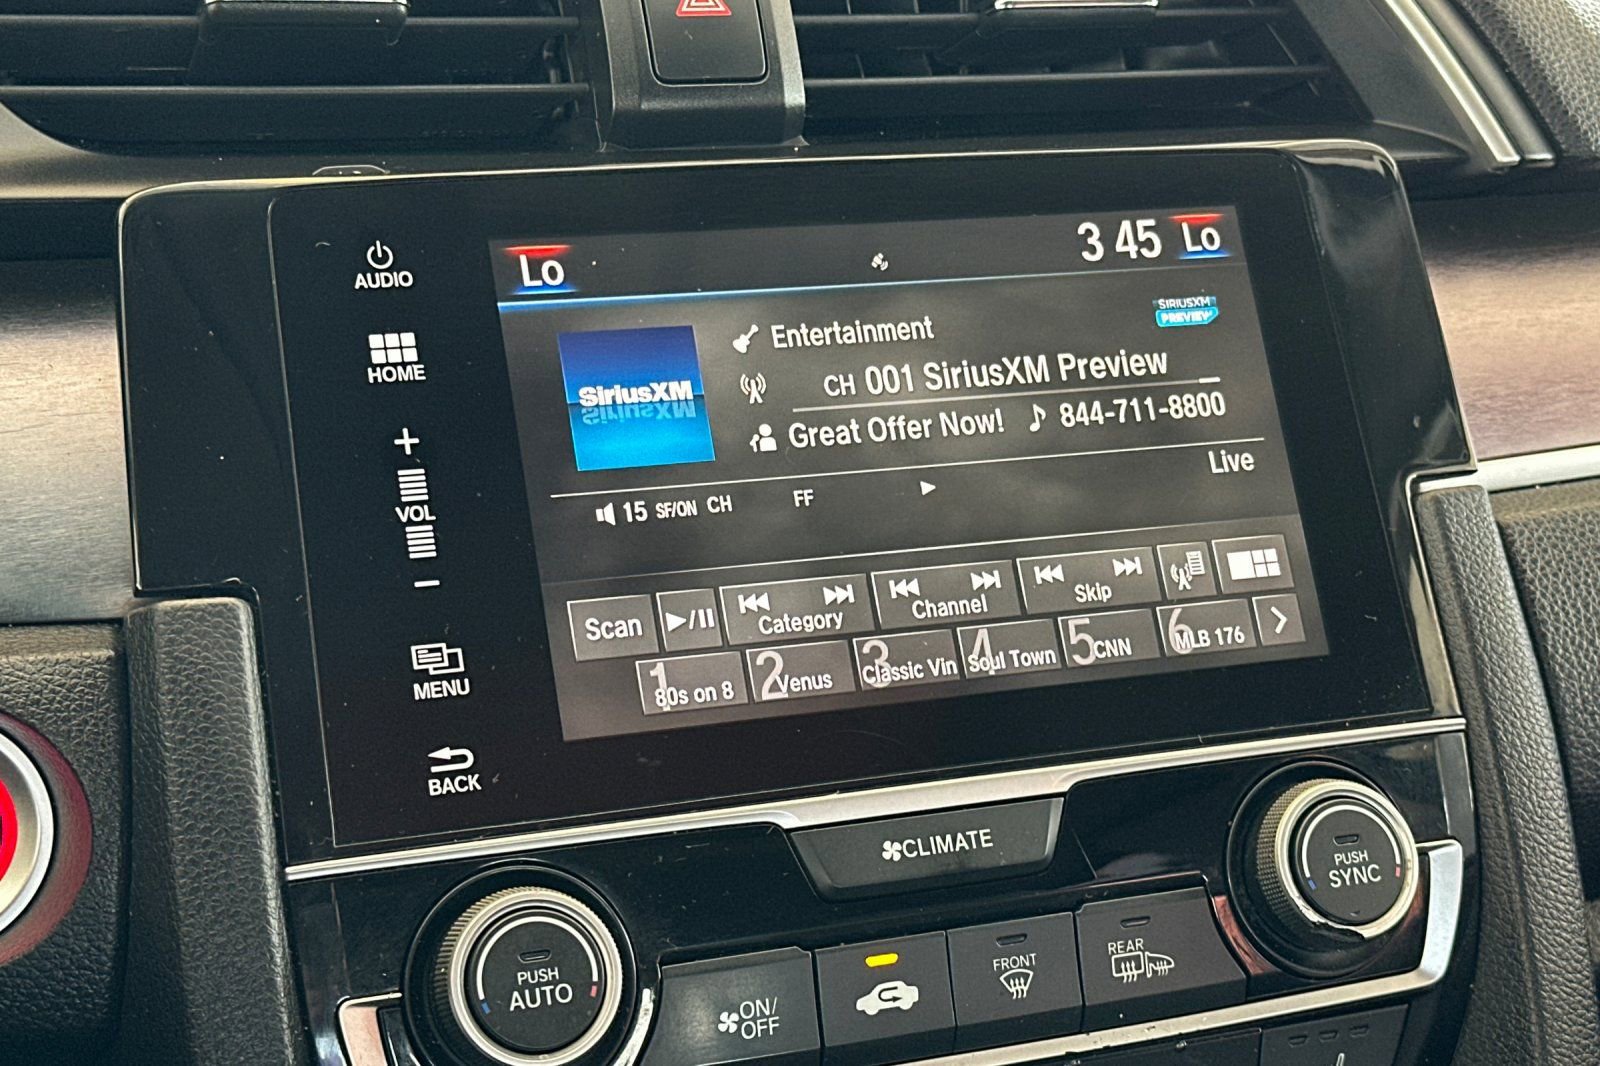 AUDIO
HOME
+
VOL
−
MENU
BACK
Lo
3 45
Lo
SiriusXM
Entertainment
SIRIUSXM
PREVIEW
CH 001 SiriusXM Preview
Great Offer Now!
844-711-8800
Live
15 SF/ON CH
FF
Scan
Category
Channel
Skip
1 80s on 8
2 Venus
3 Classic Vin
4 Soul Town
5 CNN
6 MLB 176
CLIMATE
PUSH
AUTO
ON/
OFF
FRONT
REAR
PUSH
SYNC